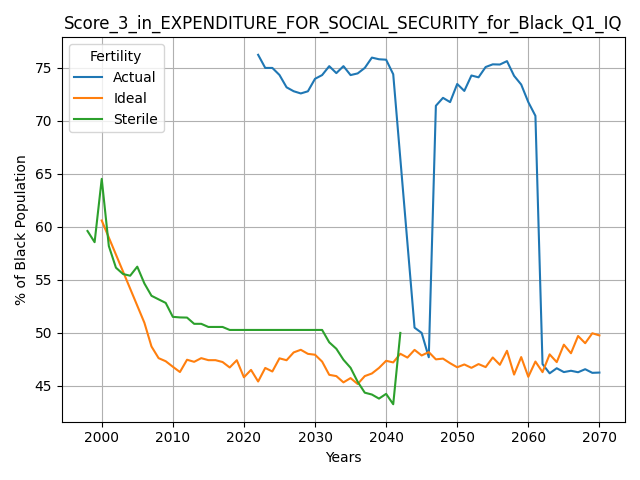 Score_3_in_EXPENDITURE_FOR_SOCIAL_SECURITY_for_Black_Q1_IQ
Fertility
Actual
Ideal
Sterile
% of Black Population
75
70
65
60
55
50
45
2000 2010 2020 2030 2040 2050 2060 2070
Years